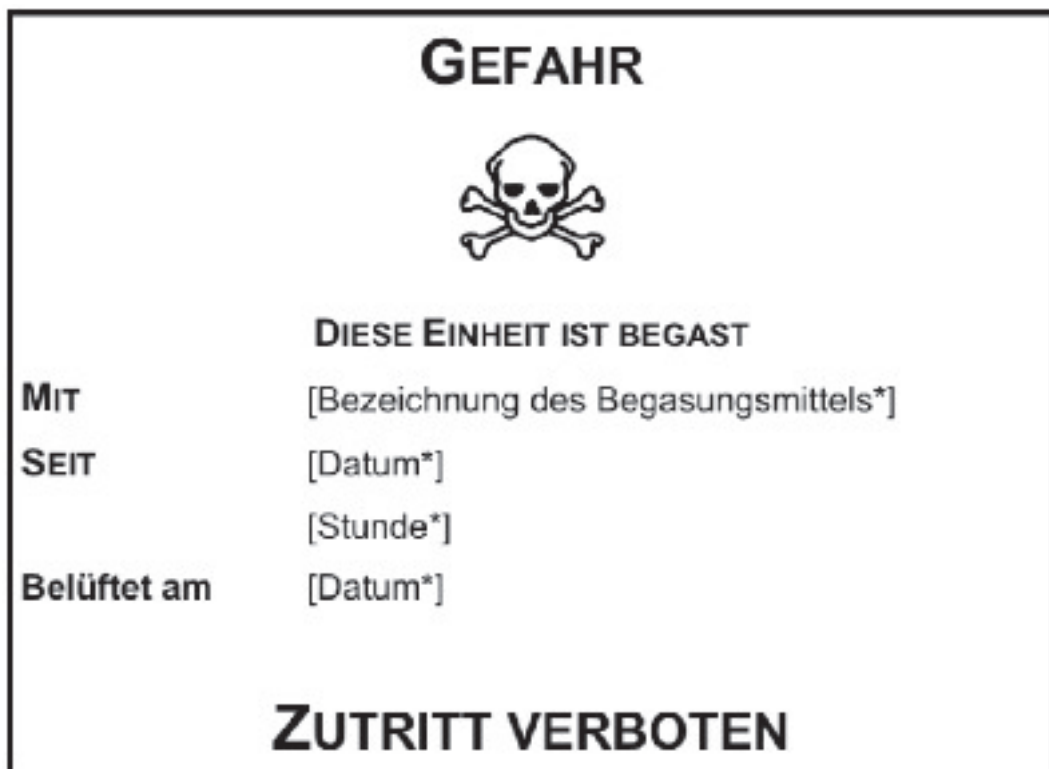 GEFAHR
DIESE EINHEIT IST BEGAST
MIT [Bezeichnung des Begasungsmittels*]
SEIT [Datum*]
[Stunde*]
Belüftet am [Datum*]
ZUTRITT VERBOTEN